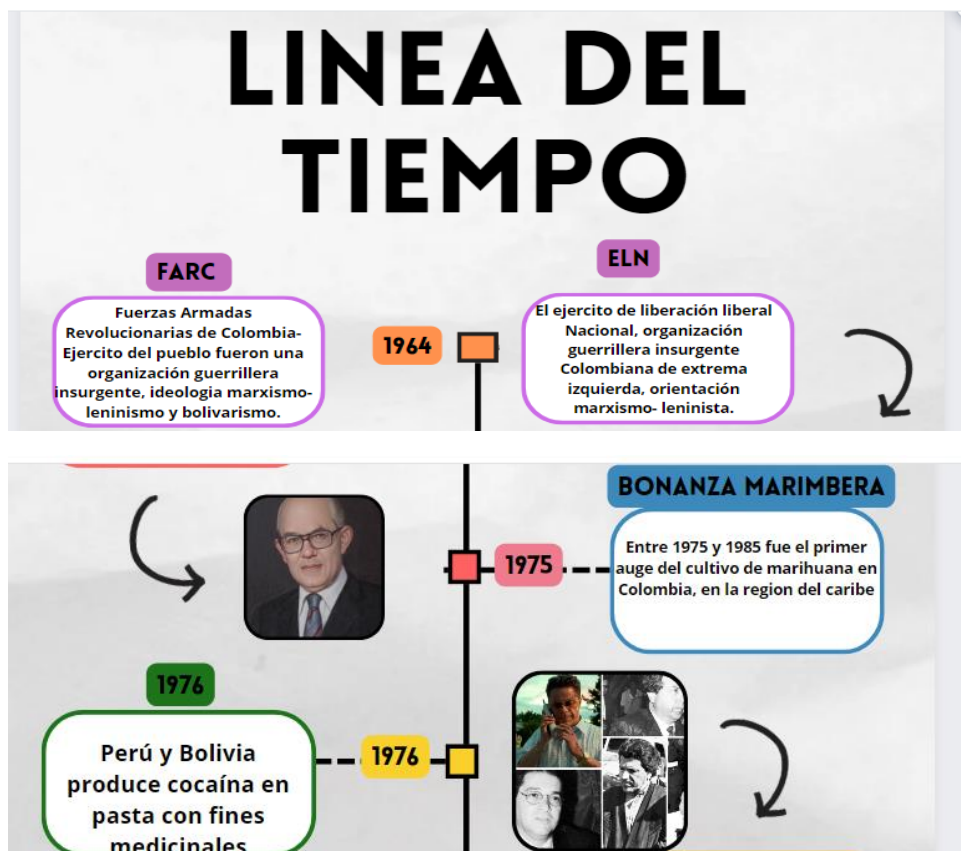 LINEA DEL
TIEMPO
FARC
Fuerzas Armadas
Revolucionarias de Colombia-
Ejercito del pueblo fueron una
organización guerrillera
insurgente, ideologia marxismo-
leninismo y bolivarismo.
1964
ELN
El ejercito de liberación liberal
Nacional, organización
guerrillera insurgente
Colombiana de extrema
izquierda, orientación
marxismo- leninista.
BONANZA MARIMBERA
1975
Entre 1975 y 1985 fue el primer
auge del cultivo de marihuana en
Colombia, en la region del caribe
1976
Perú y Bolivia
produce cocaína en
pasta con fines
medicinales
1976